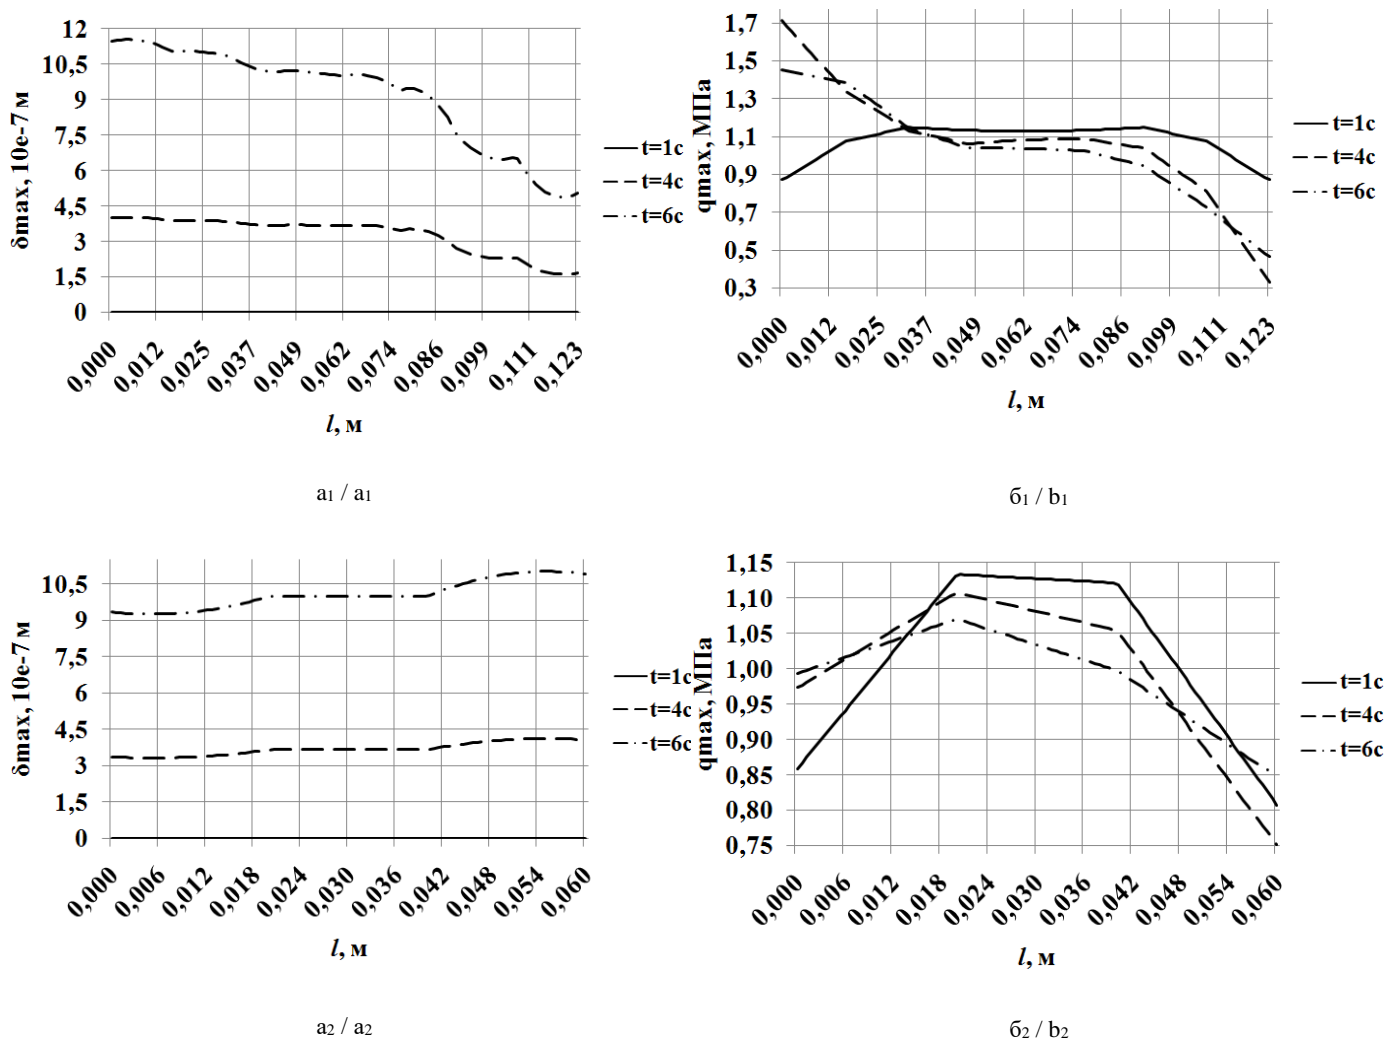 δmax, 10e-7 м
12
10,5
9
7,5
6
4,5
3
1,5
0
0,000 0,012 0,025 0,037 0,049 0,062 0,074 0,086 0,099 0,111 0,123
l, м
t=1c
t=4c
t=6c
а₁ / a₁
qmax, МПа
1,7
1,5
1,3
1,1
0,9
0,7
0,5
0,3
0,000 0,012 0,025 0,037 0,049 0,062 0,074 0,086 0,099 0,111 0,123
l, м
t=1c
t=4c
t=6c
б₁ / b₁
δmax, 10e-7 м
10,5
9
7,5
6
4,5
3
1,5
0
0,000 0,006 0,012 0,018 0,024 0,030 0,036 0,042 0,048 0,054 0,060
l, м
t=1c
t=4c
t=6c
а₂ / a₂
qmax, МПа
1,15
1,10
1,05
1,00
0,95
0,90
0,85
0,80
0,75
0,000 0,006 0,012 0,018 0,024 0,030 0,036 0,042 0,048 0,054 0,060
l, м
t=1c
t=4c
t=6c
б₂ / b₂